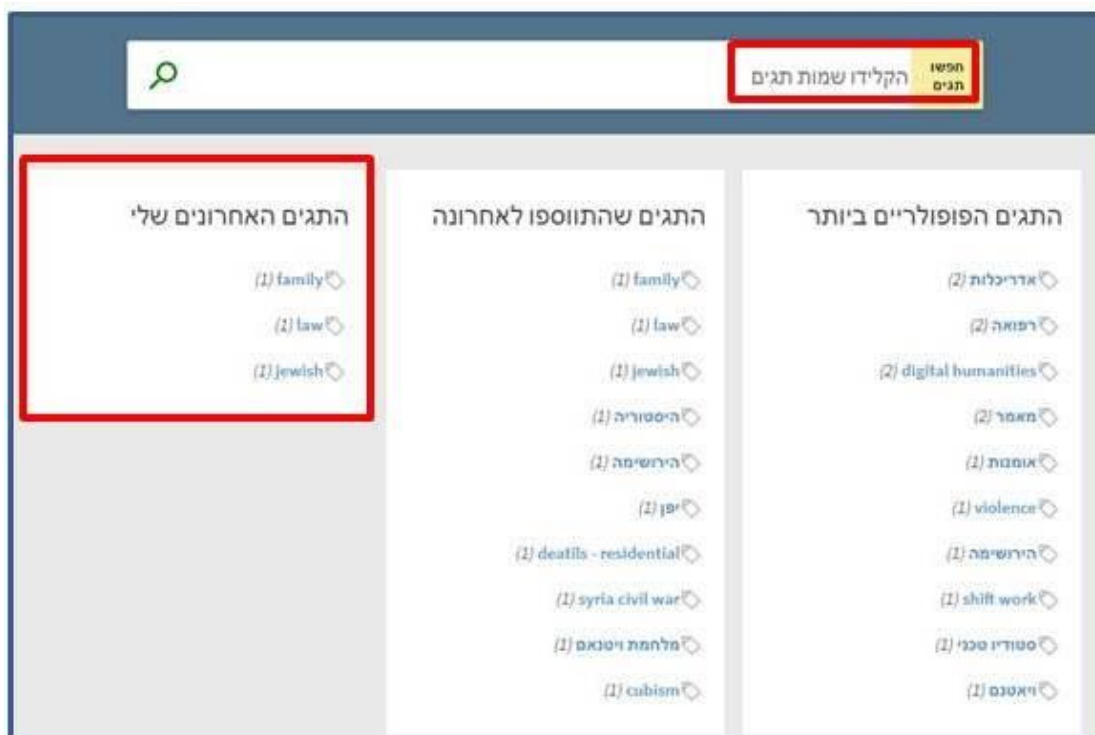 חפשו
תגים
הקלידו שמות תגים
התגים הפופולריים ביותר
אדריכלות (2)
רפואה (2)
digital humanities (2)
מאמר (2)
אומנות (1)
violence (1)
הירושימה (1)
shift work (1)
סטודיו טכני (1)
ויאטנם (1)
התגים שהתווספו לאחרונה
family (1)
law (1)
jewish (1)
היסטוריה (1)
הירושימה (1)
יפן (1)
deatils - residential (1)
syria civil war (1)
מלחמת ויטנאם (1)
cubism (1)
התגים האחרונים שלי
family (1)
law (1)
jewish (1)